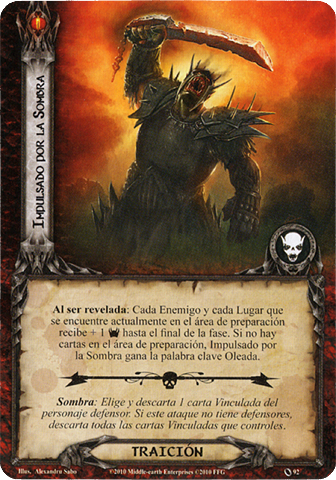 IMPULSADO POR LA SOMBRA
Al ser revelada: Cada Enemigo y cada Lugar que
se encuentre actualmente en el área de preparación
recibe + 1 hasta el final de la fase. Si no hay
cartas en el área de preparación, Impulsado por
la Sombra gana la palabra clave Oleada.
Sombra: Elige y descarta 1 carta Vinculada del
personaje defensor. Si este ataque no tiene defensores,
descarta todas las cartas Vinculadas que controles.
TRAICIÓN
Illus. Alexandru Sabo
©2010 Middle-earth Enterprises ©2010 FFG
92